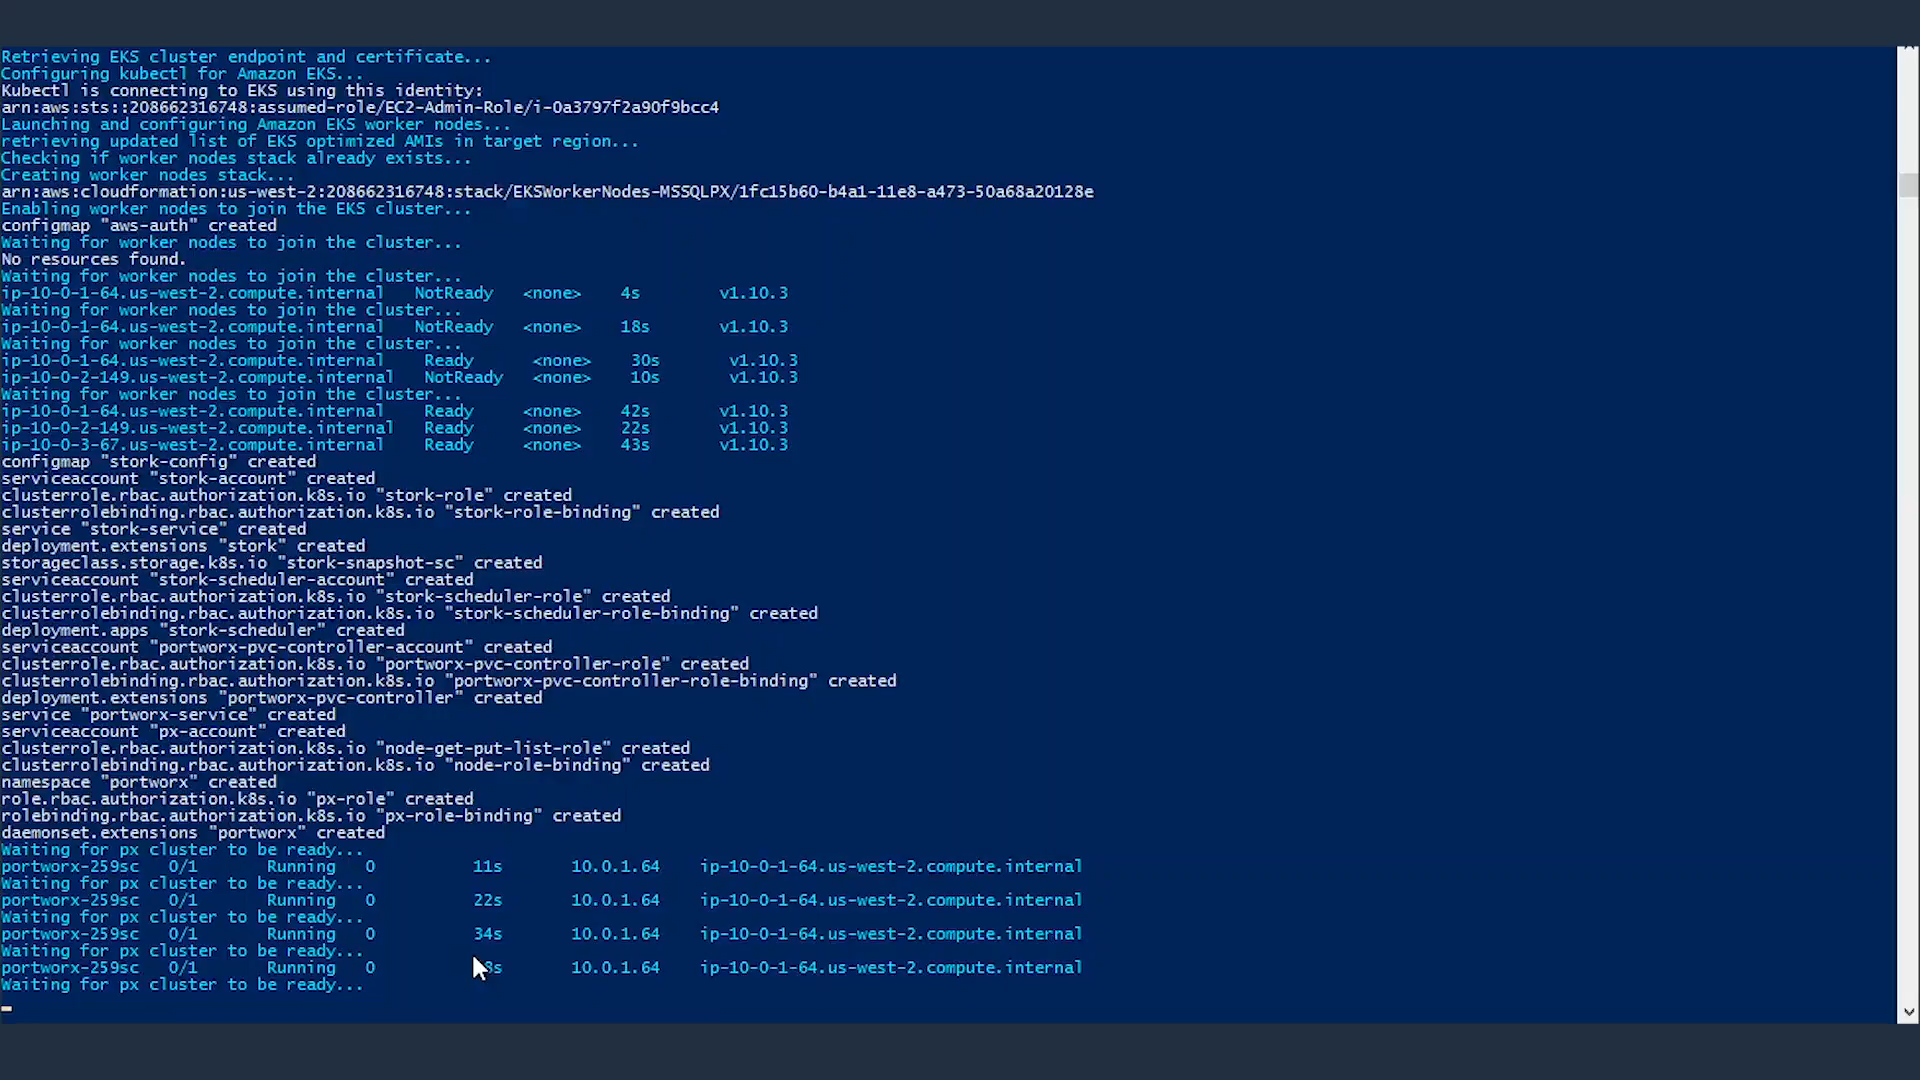 Retrieving EKS cluster endpoint and certificate...
Configuring kubectl for Amazon EKS...
Kubectl is connecting to EKS using this identity:
arn:aws:sts::208662316748:assumed-role/EC2-Admin-Role/i-0a3797f2a90f9bcc4
Launching and configuring Amazon EKS worker nodes...
retrieving updated list of EKS optimized AMIs in target region...
Checking if worker nodes stack already exists...
Creating worker nodes stack...
arn:aws:cloudformation:us-west-2:208662316748:stack/EKSWorkerNodes-MSSQLPX/1fc15b60-b4a1-11e8-a473-50a68a20128e
Enabling worker nodes to join the EKS cluster...
configmap "aws-auth" created
Waiting for worker nodes to join the cluster...
No resources found.
Waiting for worker nodes to join the cluster...
ip-10-0-1-64.us-west-2.compute.internal NotReady <none> 4s v1.10.3
Waiting for worker nodes to join the cluster...
ip-10-0-1-64.us-west-2.compute.internal NotReady <none> 18s v1.10.3
Waiting for worker nodes to join the cluster...
ip-10-0-1-64.us-west-2.compute.internal Ready <none> 30s v1.10.3
ip-10-0-2-149.us-west-2.compute.internal NotReady <none> 10s v1.10.3
Waiting for worker nodes to join the cluster...
ip-10-0-1-64.us-west-2.compute.internal Ready <none> 42s v1.10.3
ip-10-0-2-149.us-west-2.compute.internal Ready <none> 22s v1.10.3
ip-10-0-3-67.us-west-2.compute.internal Ready <none> 43s v1.10.3
configmap "stork-config" created
serviceaccount "stork-account" created
clusterrole.rbac.authorization.k8s.io "stork-role" created
clusterrolebinding.rbac.authorization.k8s.io "stork-role-binding" created
service "stork-service" created
deployment.extensions "stork" created
storageclass.storage.k8s.io "stork-snapshot-sc" created
serviceaccount "stork-scheduler-account" created
clusterrole.rbac.authorization.k8s.io "stork-scheduler-role" created
clusterrolebinding.rbac.authorization.k8s.io "stork-scheduler-role-binding" created
deployment.apps "stork-scheduler" created
serviceaccount "portworx-pvc-controller-account" created
clusterrole.rbac.authorization.k8s.io "portworx-pvc-controller-role" created
clusterrolebinding.rbac.authorization.k8s.io "portworx-pvc-controller-role-binding" created
deployment.extensions "portworx-pvc-controller" created
service "portworx-service" created
serviceaccount "px-account" created
clusterrole.rbac.authorization.k8s.io "node-get-put-list-role" created
clusterrolebinding.rbac.authorization.k8s.io "node-role-binding" created
namespace "portworx" created
role.rbac.authorization.k8s.io "px-role" created
rolebinding.rbac.authorization.k8s.io "px-role-binding" created
daemonset.extensions "portworx" created
Waiting for px cluster to be ready...
portworx-259sc 0/1 Running 0 11s 10.0.1.64 ip-10-0-1-64.us-west-2.compute.internal
Waiting for px cluster to be ready...
portworx-259sc 0/1 Running 0 22s 10.0.1.64 ip-10-0-1-64.us-west-2.compute.internal
Waiting for px cluster to be ready...
portworx-259sc 0/1 Running 0 34s 10.0.1.64 ip-10-0-1-64.us-west-2.compute.internal
Waiting for px cluster to be ready...
portworx-259sc 0/1 Running 0 10.0.1.64 ip-10-0-1-64.us-west-2.compute.internal
Waiting for px cluster to be ready...